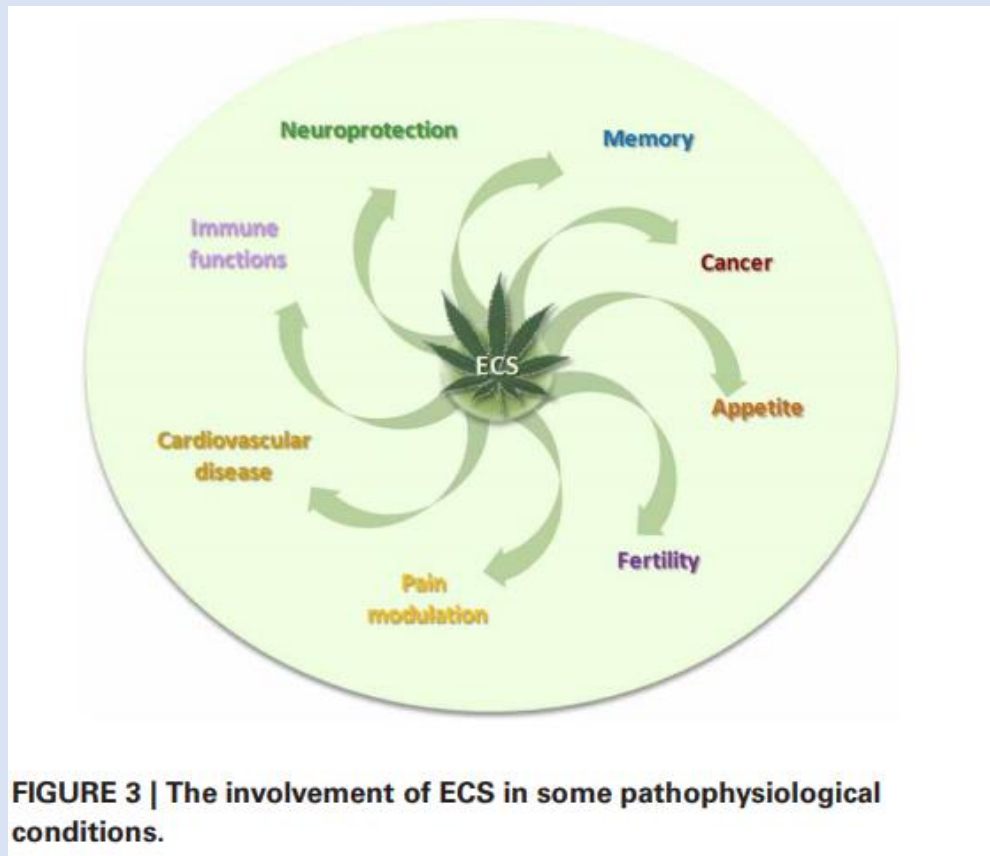 Neuroprotection
Memory
Immune
functions
Cancer
ECS
Appetite
Cardiovascular
disease
Fertility
Pain
modulation
FIGURE 3 | The involvement of ECS in some pathophysiological
conditions.